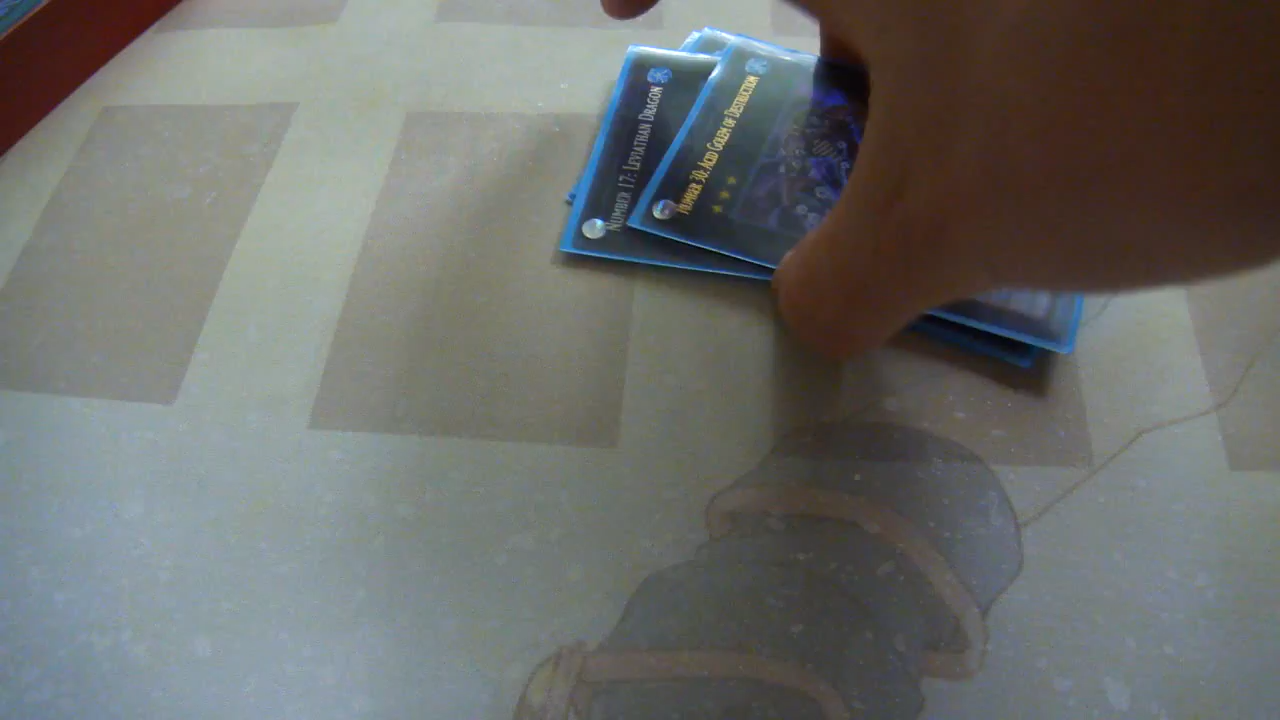 NUMBER 17: LEVIATHAN DRAGON
NUMBER 30: ACID GOLEM OF DESTRUCTION